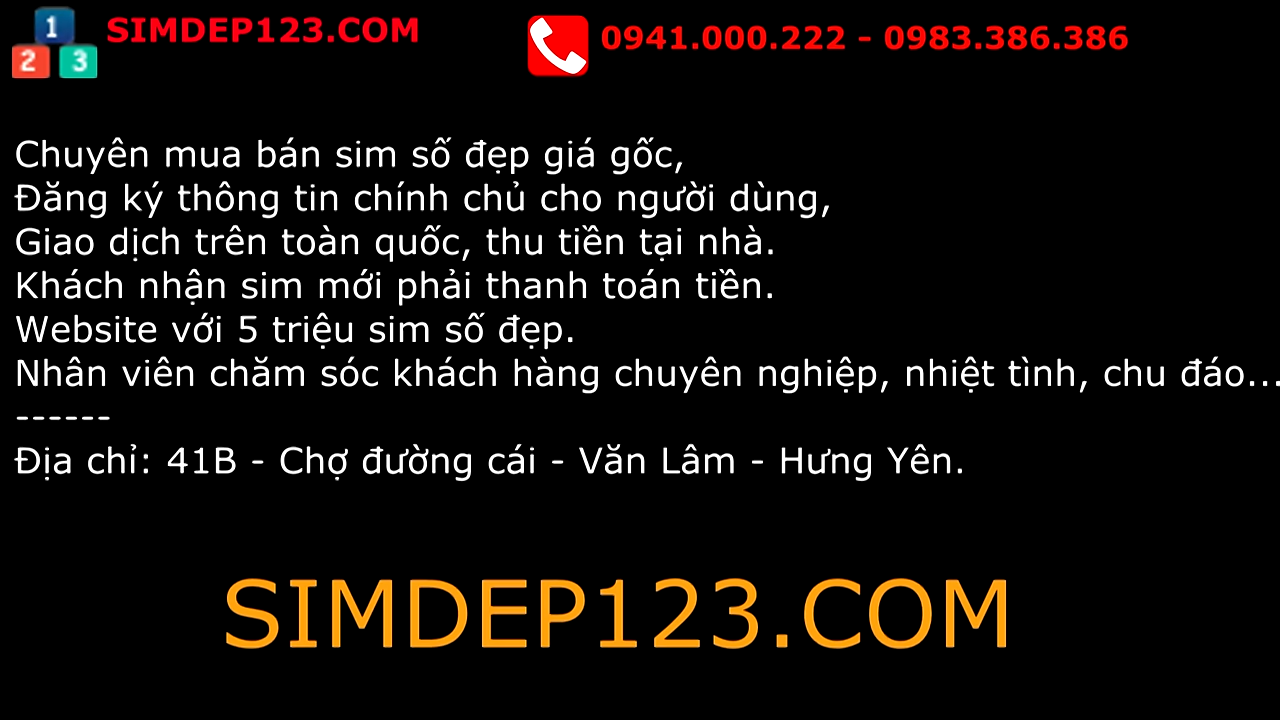 1
2 3
SIMDEP123.COM
0941.000.222 - 0983.386.386
Chuyên mua bán sim số đẹp giá gốc,
Đăng ký thông tin chính chủ cho người dùng,
Giao dịch trên toàn quốc, thu tiền tại nhà.
Khách nhận sim mới phải thanh toán tiền.
Website với 5 triệu sim số đẹp.
Nhân viên chăm sóc khách hàng chuyên nghiệp, nhiệt tình, chu đáo...
------
Địa chỉ: 41B - Chợ đường cái - Văn Lâm - Hưng Yên.
SIMDEP123.COM